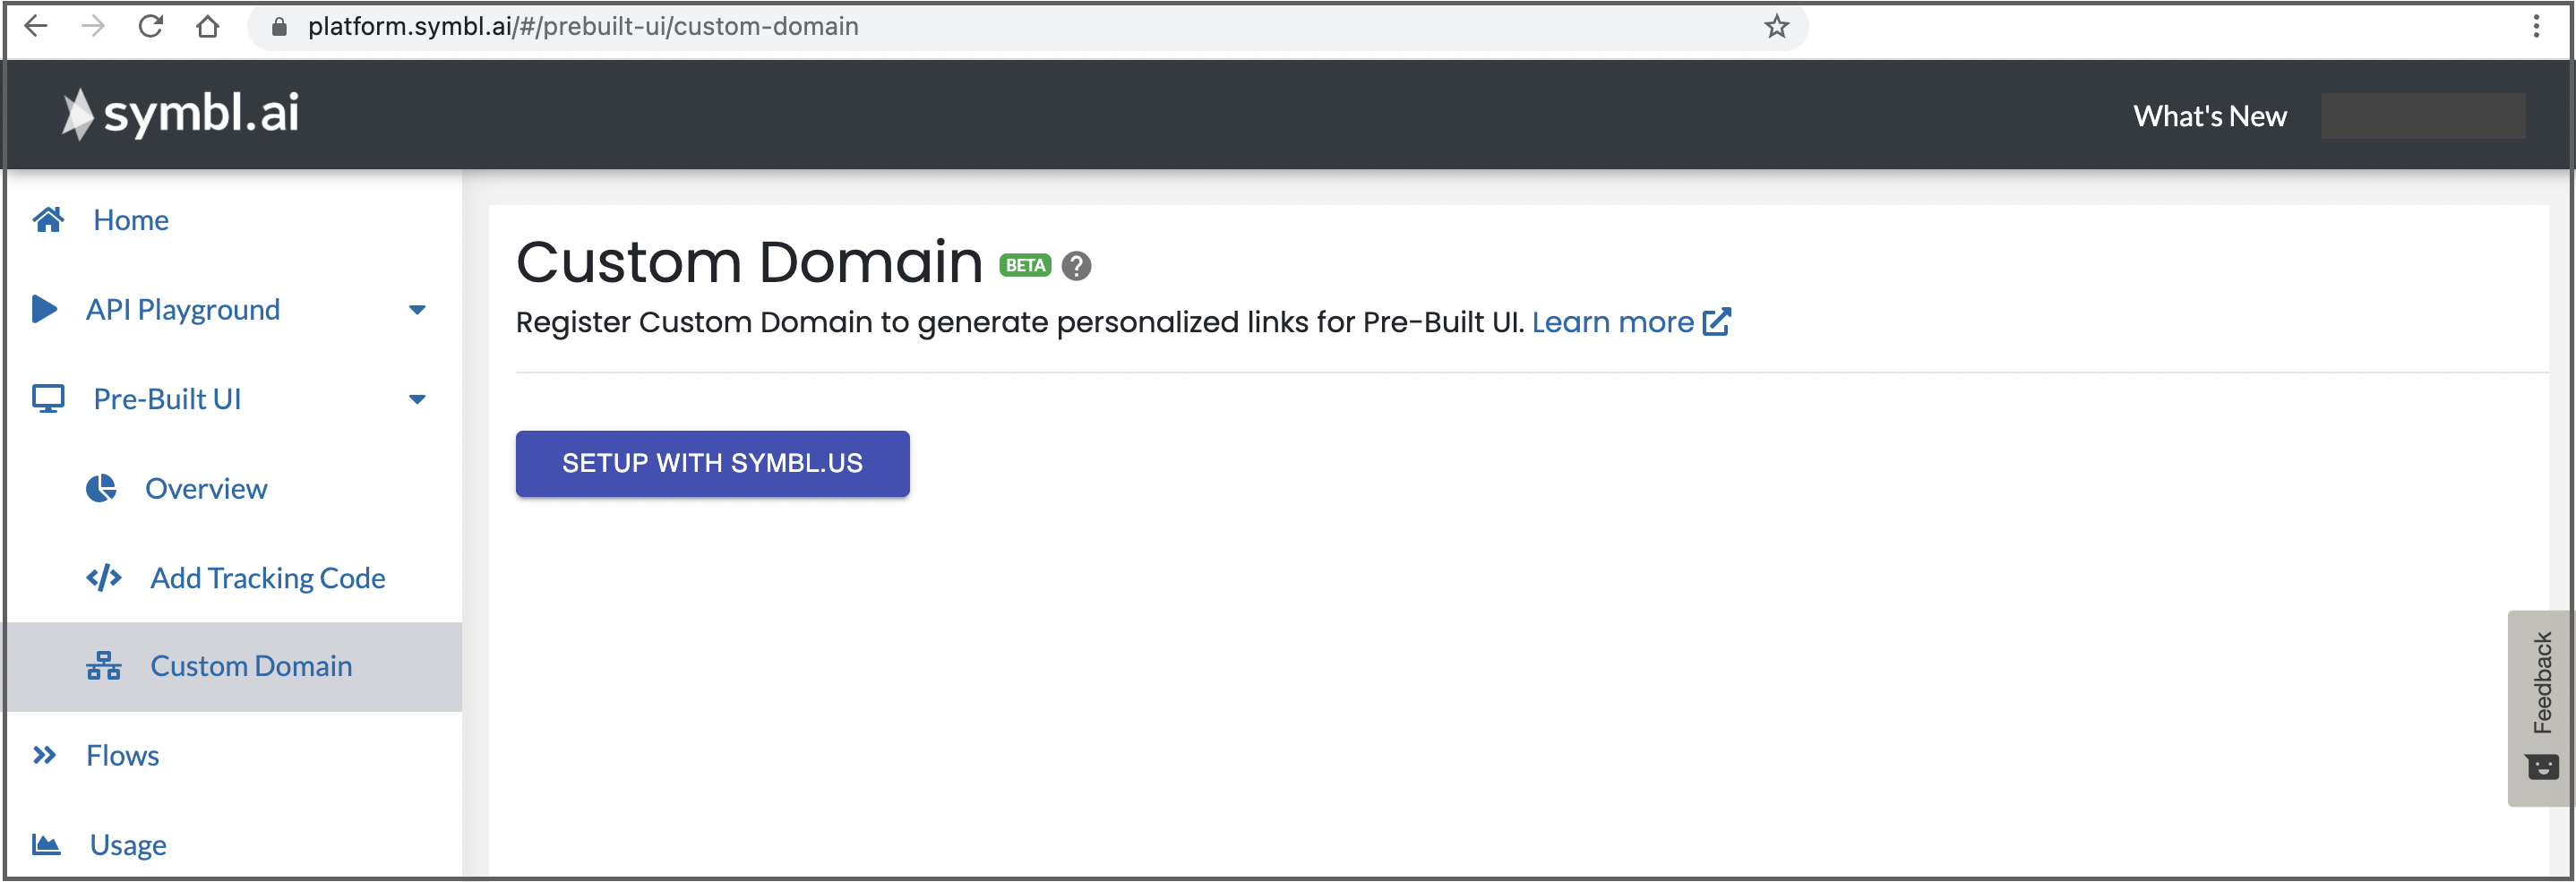 platform.symbl.ai/#/prebuilt-ui/custom-domain
symbl.ai
What's New
Home
API Playground
Pre-Built UI
Overview
Add Tracking Code
Custom Domain
Flows
Usage
Custom Domain BETA ?
Register Custom Domain to generate personalized links for Pre-Built UI. Learn more
SETUP WITH SYMBL.US
Feedback